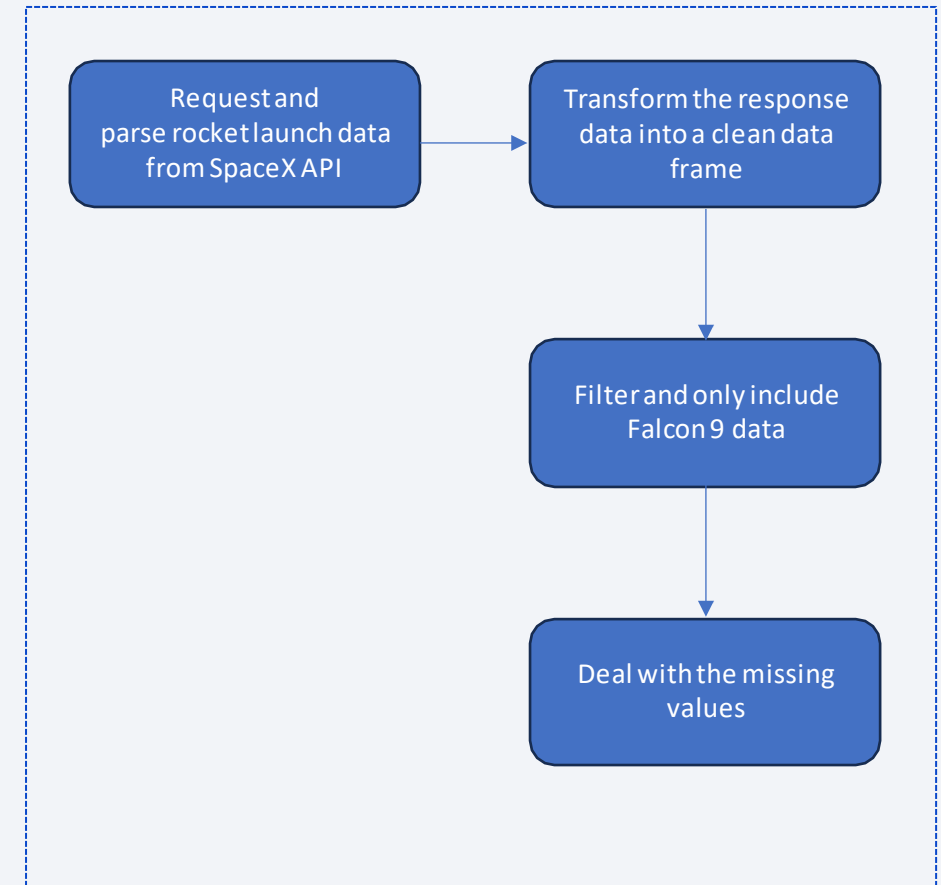 Request and
parse rocket launch data
from SpaceX API
Transform the response
data into a clean data
frame
Filter and only include
Falcon 9 data
Deal with the missing
values